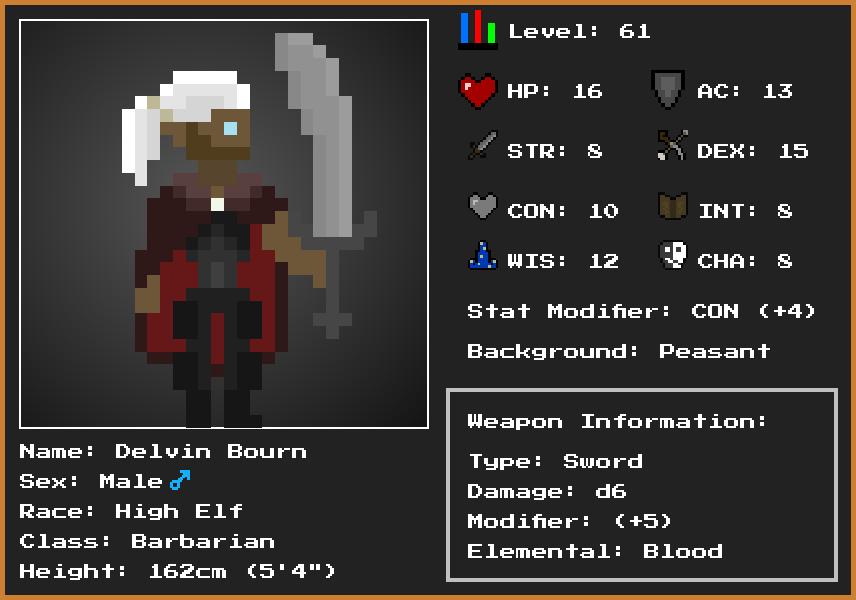 Level: 61
HP: 16 AC: 13
STR: 8 DEX: 15
CON: 10 INT: 8
WIS: 12 CHA: 8
Stat Modifier: CON (+4)
Background: Peasant
Weapon Information:
Type: Sword
Damage: d6
Modifier: (+5)
Elemental: Blood
Name: Delvin Bourn
Sex: Male♂
Race: High Elf
Class: Barbarian
Height: 162cm (5'4")